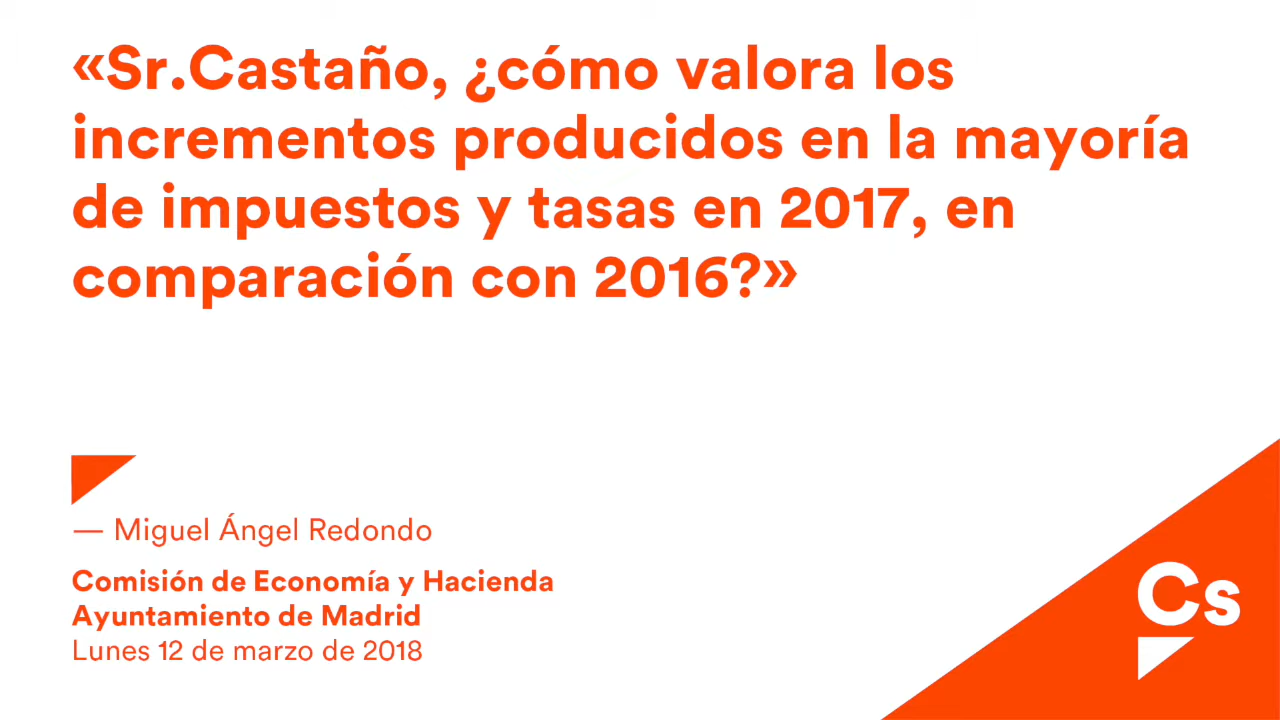 «Sr.Castaño, ¿cómo valora los
incrementos producidos en la mayoría
de impuestos y tasas en 2017, en
comparación con 2016?»
— Miguel Ángel Redondo
Comisión de Economía y Hacienda
Ayuntamiento de Madrid
Lunes 12 de marzo de 2018
Cs